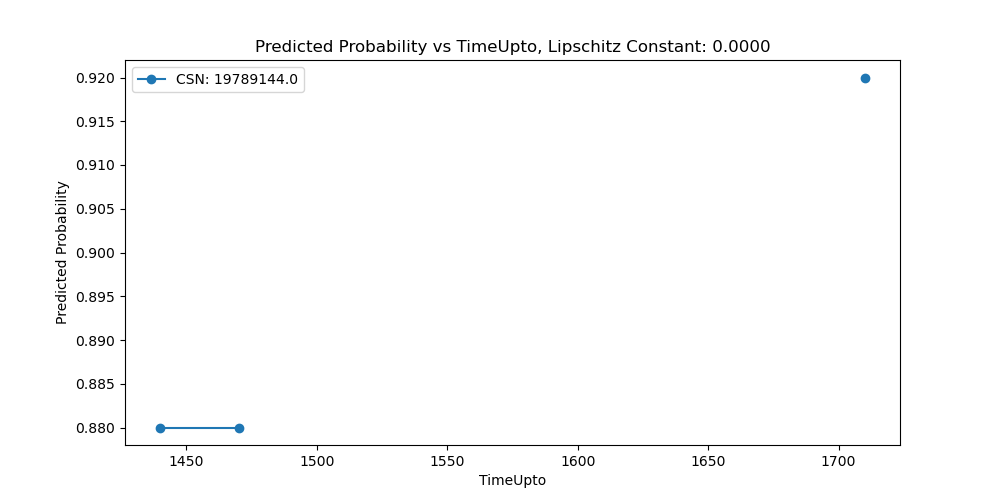 Predicted Probability vs TimeUpto, Lipschitz Constant: 0.0000
CSN: 19789144.0
Predicted Probability
0.920
0.915
0.910
0.905
0.900
0.895
0.890
0.885
0.880
1450 1500 1550 1600 1650 1700
TimeUpto